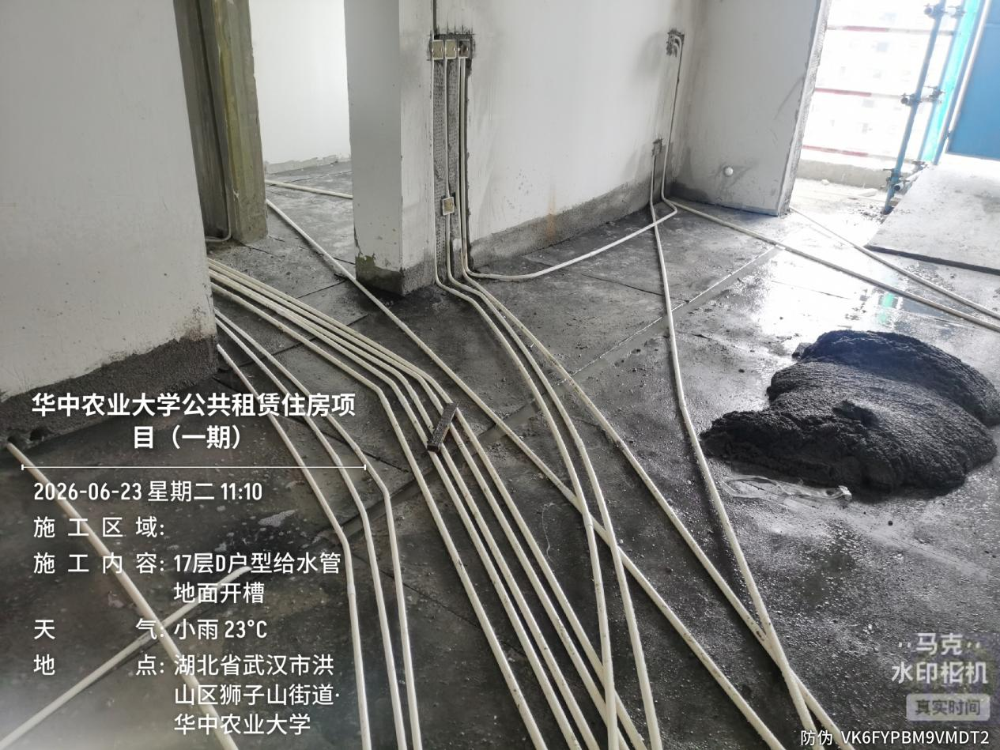 华中农业大学公共租赁住房项
目（一期）
2026-06-23 星期二 11:10
施工区域:
施工内容: 17层D户型给水管
地面开槽
天气: 小雨 23°C
地点: 湖北省武汉市洪
山区狮子山街道·
华中农业大学
马克
水印相机
真实时间
防伪 VK6FYPBM9VMDT2